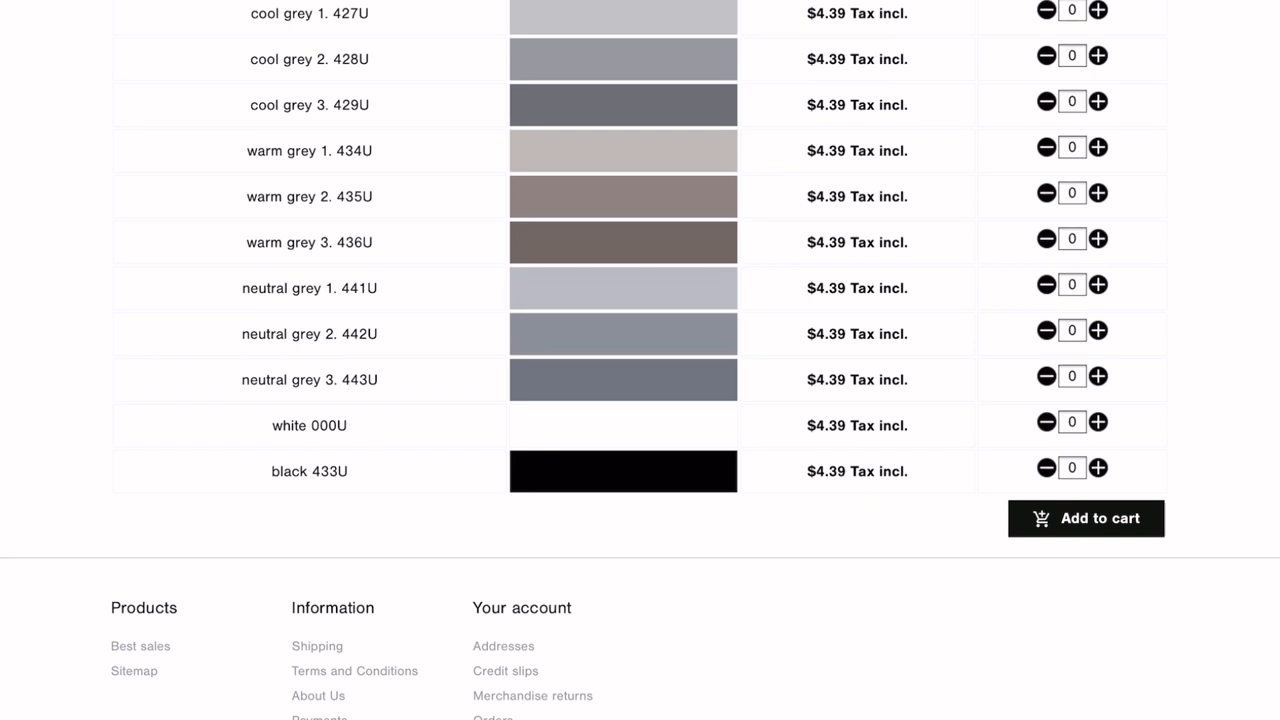 cool grey 1. 427U $4.39 Tax incl. 0
cool grey 2. 428U $4.39 Tax incl. 0
cool grey 3. 429U $4.39 Tax incl. 0
warm grey 1. 434U $4.39 Tax incl. 0
warm grey 2. 435U $4.39 Tax incl. 0
warm grey 3. 436U $4.39 Tax incl. 0
neutral grey 1. 441U $4.39 Tax incl. 0
neutral grey 2. 442U $4.39 Tax incl. 0
neutral grey 3. 443U $4.39 Tax incl. 0
white 000U $4.39 Tax incl. 0
black 433U $4.39 Tax incl. 0
Add to cart
Products Information Your account
Best sales Shipping Addresses
Sitemap Terms and Conditions Credit slips
About Us Merchandise returns
Payments Orders